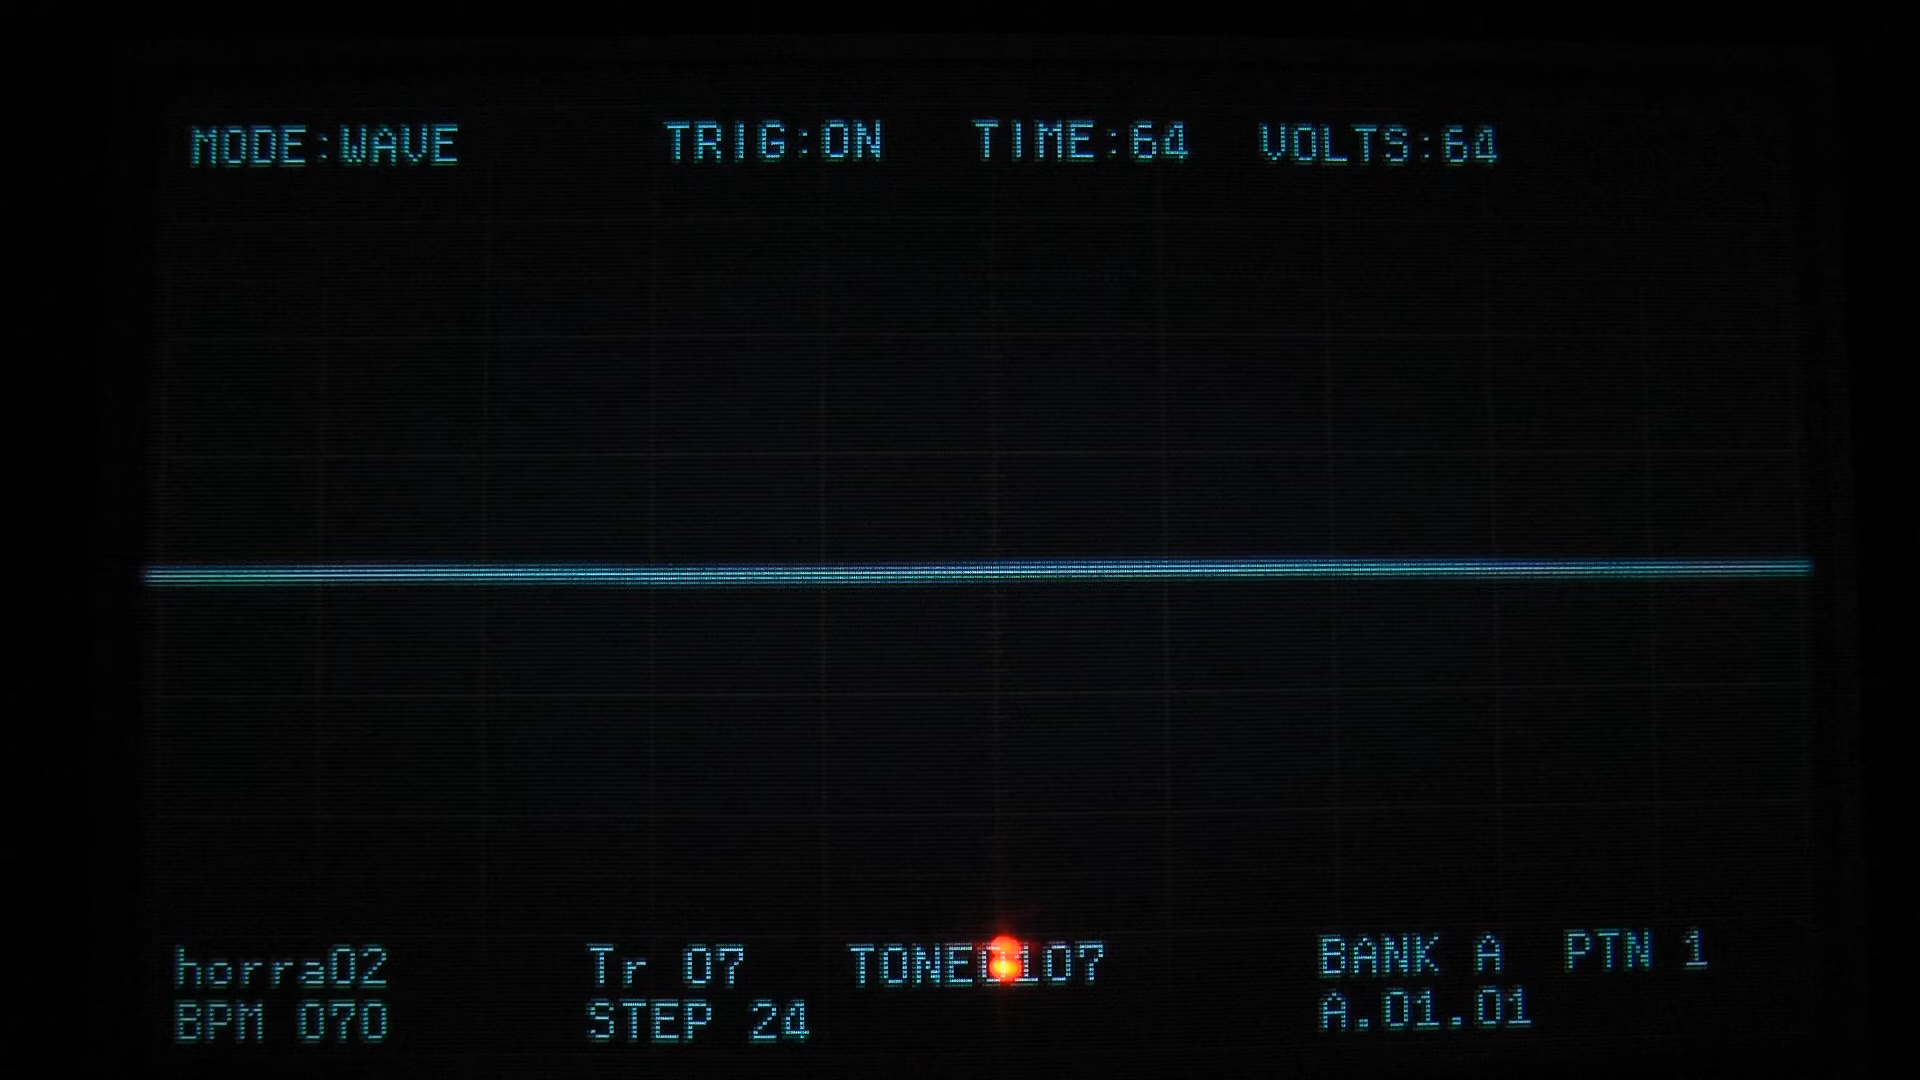 MODE:WAVE TRIG:ON TIME:64 VOLTS:64
horra02 Tr 07 BANK A PTN 1
BPM 070 STEP 24 A.01.01